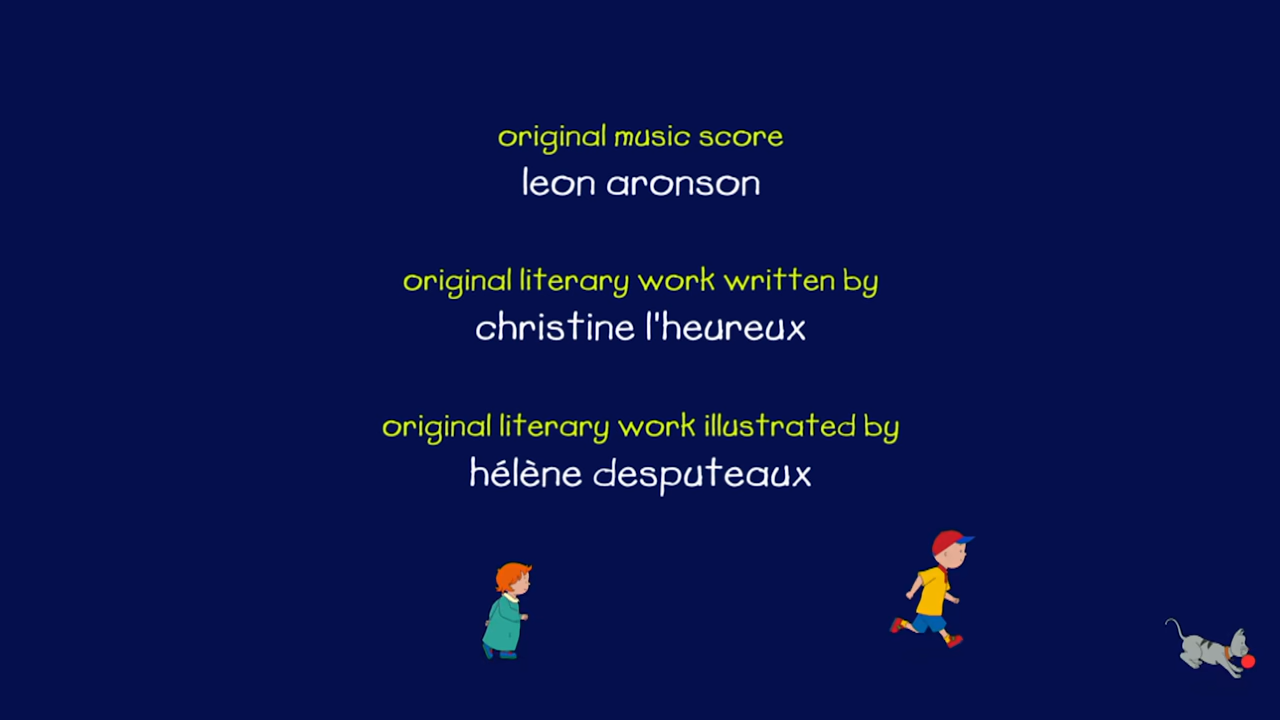 original music score
leon aronson
original literary work written by
christine l'heureux
original literary work illustrated by
hélène desputeaux